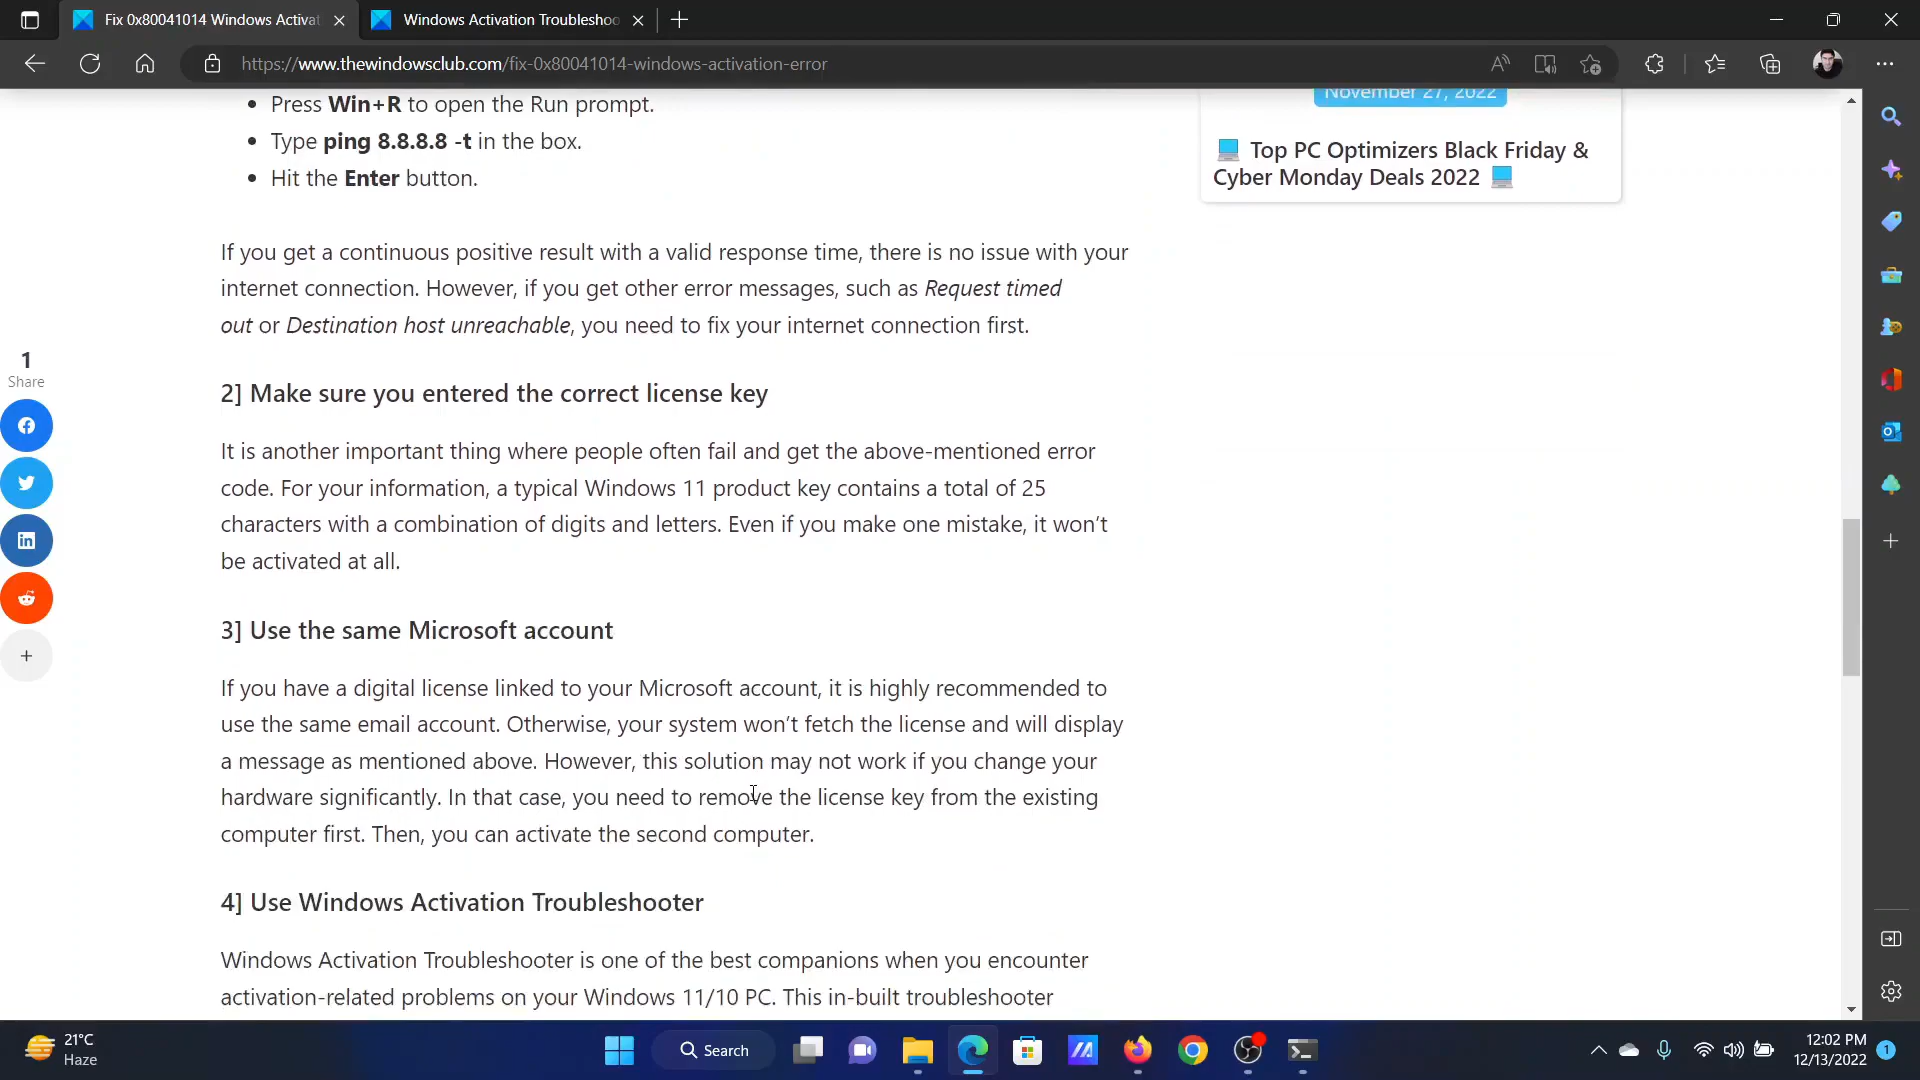 Fix 0x80041014 Windows Activat
Windows Activation Troubleshoo
https://www.thewindowsclub.com/fix-0x80041014-windows-activation-error
• Press Win+R to open the Run prompt.
• Type ping 8.8.8.8 -t in the box.
• Hit the Enter button.
November 27, 2022
Top PC Optimizers Black Friday &
Cyber Monday Deals 2022
If you get a continuous positive result with a valid response time, there is no issue with your
internet connection. However, if you get other error messages, such as Request timed
out or Destination host unreachable, you need to fix your internet connection first.
1
Share
2] Make sure you entered the correct license key
It is another important thing where people often fail and get the above-mentioned error
code. For your information, a typical Windows 11 product key contains a total of 25
characters with a combination of digits and letters. Even if you make one mistake, it won’t
be activated at all.
3] Use the same Microsoft account
If you have a digital license linked to your Microsoft account, it is highly recommended to
use the same email account. Otherwise, your system won’t fetch the license and will display
a message as mentioned above. However, this solution may not work if you change your
hardware significantly. In that case, you need to remove the license key from the existing
computer first. Then, you can activate the second computer.
4] Use Windows Activation Troubleshooter
Windows Activation Troubleshooter is one of the best companions when you encounter
activation-related problems on your Windows 11/10 PC. This in-built troubleshooter
21°C
Haze
Search
12:02 PM
12/13/2022
1